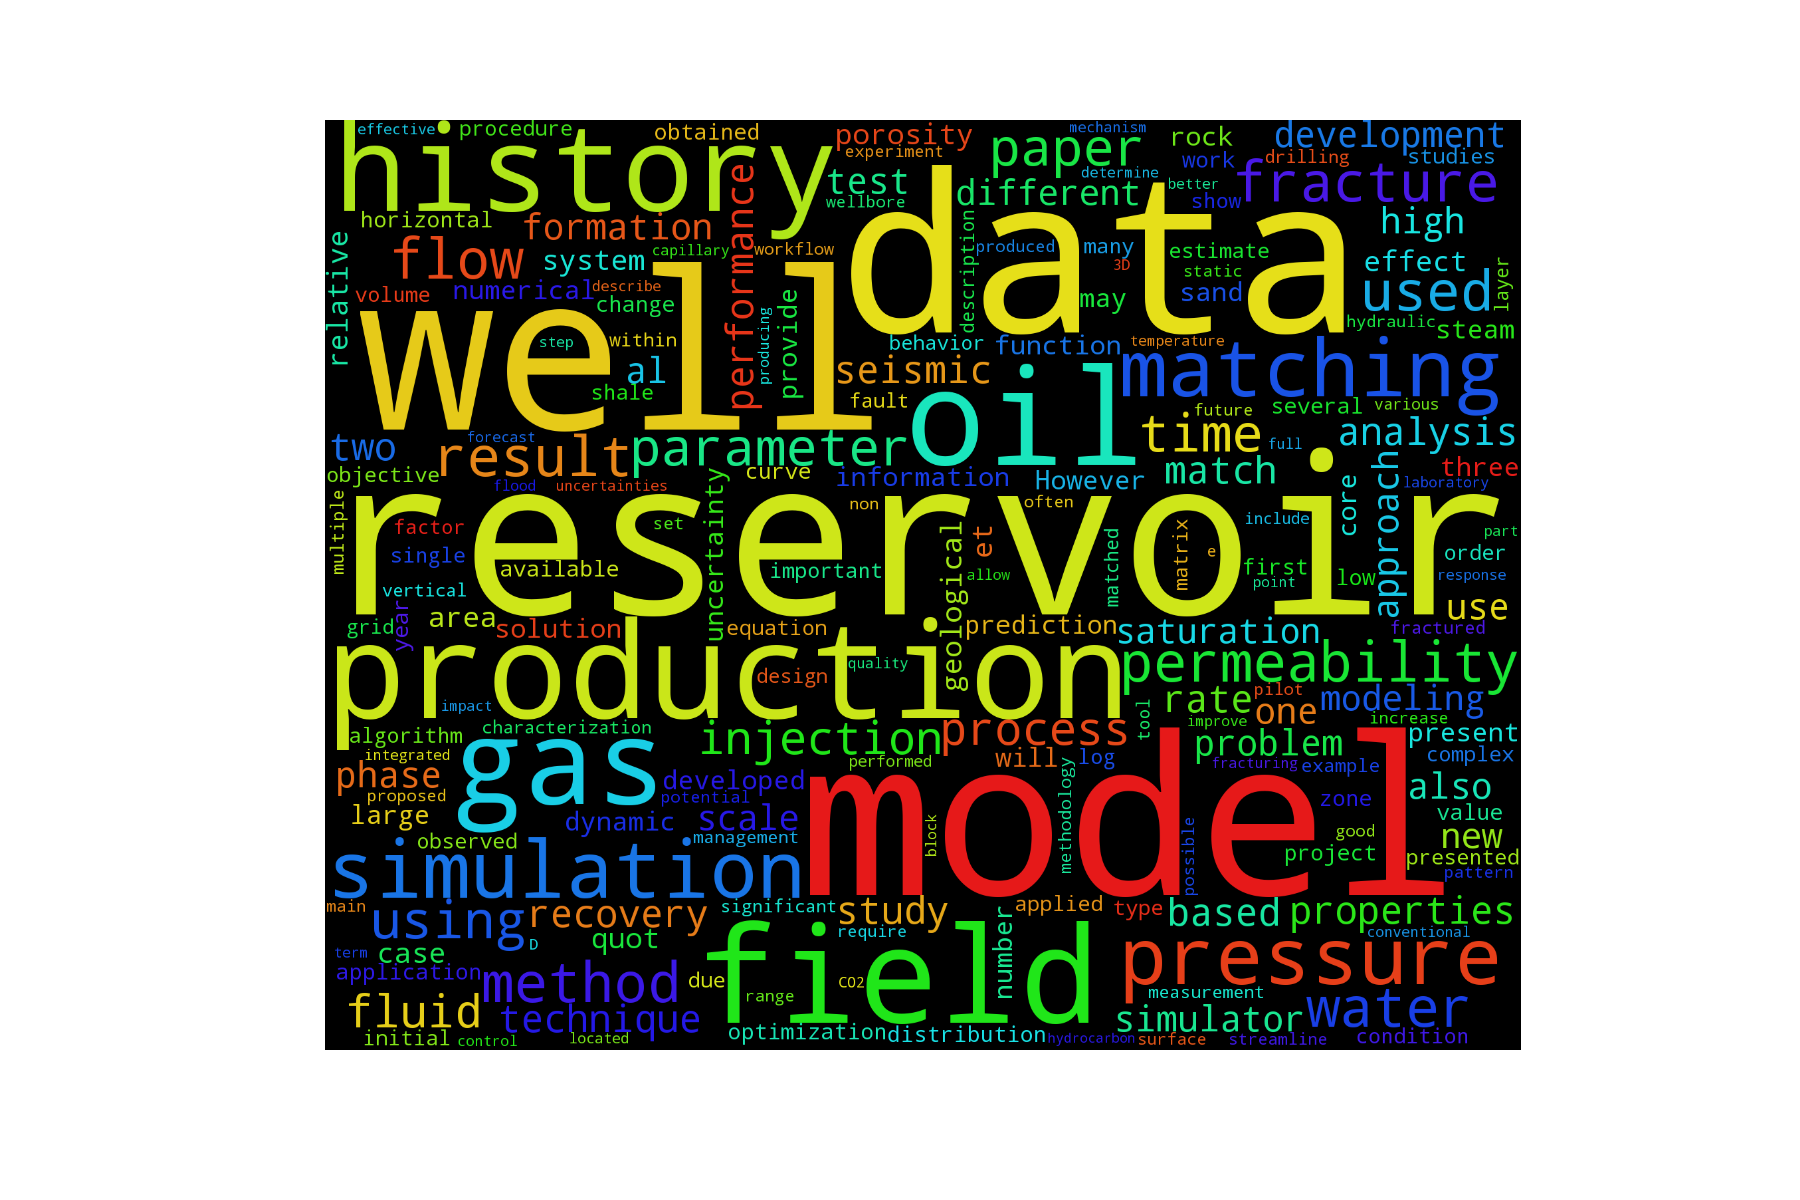 effective
procedure
obtained
porosity
mechanism
rock
development
history
experiment
paper
work
drilling
studies
test
determine
better
fracture
wellbore
different
show
data
horizontal
formation
performance
high
flow
system
capillary
workflow
description
produced
many
estimate
effect
relative
volume
numerical
describe
change
3D
static
used
layer
well
provide
may
sand
hydraulic
steam
step
within
producing
behavior
function
temperature
matching
al
shale
seismic
fault
oil
future
several
various
two
forecast
result
parameter
time
full
analysis
objective
curve
information
However
match
approach
three
flood
uncertainties
uncertainty
laboratory
reservoir
multiple
factor
set
non
often
include
core
part
single
available
important
geological
et
matched
matrix
e
first
low
order
vertical
allow
point
response
year
area
use
grid
solution
equation
prediction
saturation
fractured
production
design
quality
permeability
impact
characterization
rate
pilot
one
modeling
algorithm
injection
process
tool
improve
increase
present
integrated
gas
performed
will
log
problem
complex
phase
developed
methodology
fracturing
example
model
proposed
potential
also
large
dynamic
scale
block
zone
value
observed
management
possible
good
new
simulation
project
presented
pattern
main
using
recovery
significant
study
applied
type
based
properties
term
case
D
quot
require
number
conventional
application
method
field
pressure
due
range
CO2
measurement
fluid
technique
simulator
water
initial
control
located
optimization
distribution
hydrocarbon
surface
streamline
condition